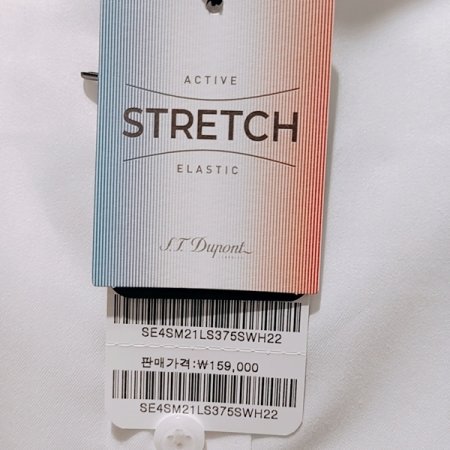 ACTIVE
STRETCH
ELASTIC
S.T. Dupont
SE4SM21LS375SWH22
판매가격:₩159,000
SE4SM21LS375SWH22